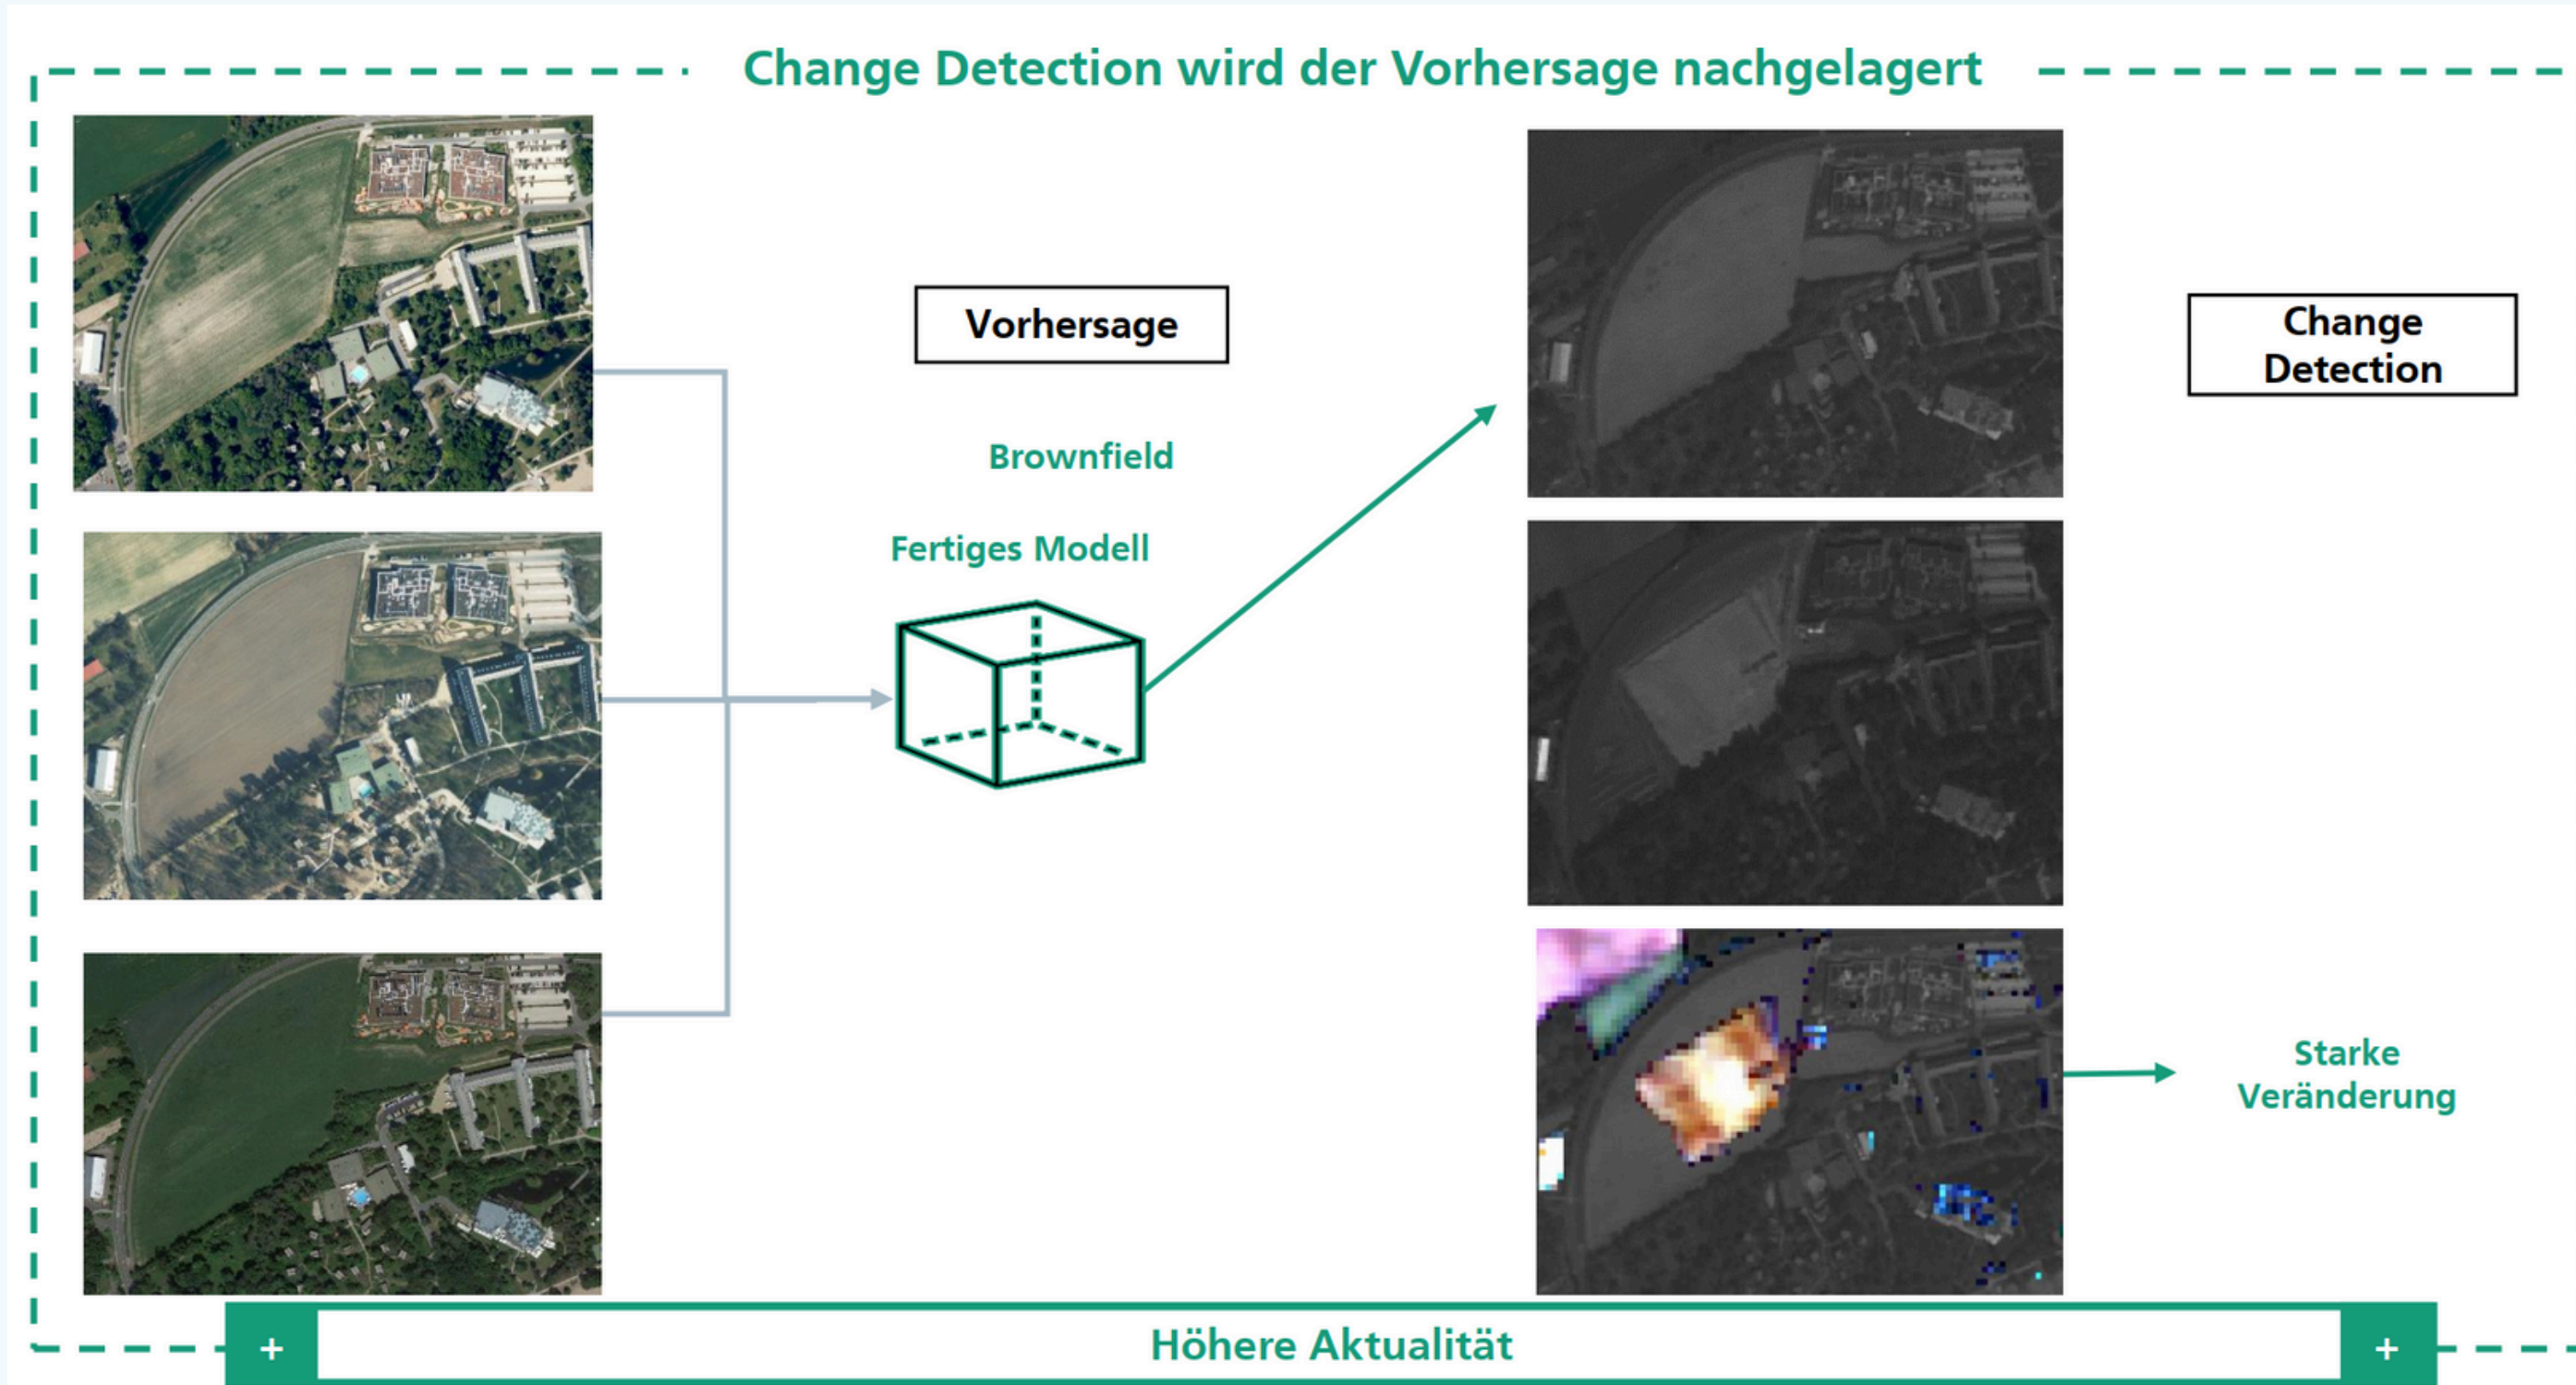 Change Detection wird der Vorhersage nachgelagert
Vorhersage
Brownfield
Fertiges Modell
Change
Detection
Starke
Veränderung
+ Höhere Aktualität +